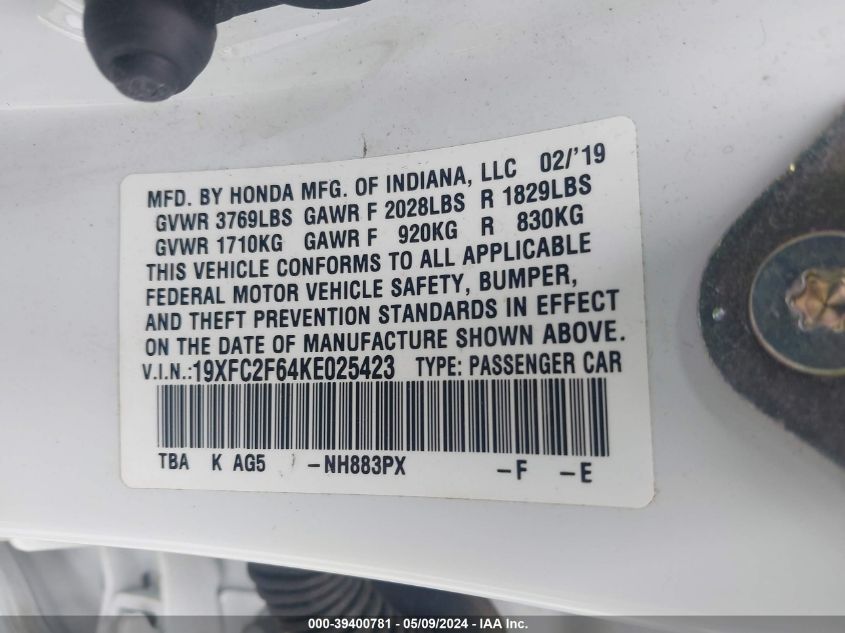 MFD. BY HONDA MFG. OF INDIANA, LLC 02/'19
GVWR 3769LBS GAWR F 2028LBS R 1829LBS
GVWR 1710KG GAWR F 920KG R 830KG
THIS VEHICLE CONFORMS TO ALL APPLICABLE
FEDERAL MOTOR VEHICLE SAFETY, BUMPER,
AND THEFT PREVENTION STANDARDS IN EFFECT
ON THE DATE OF MANUFACTURE SHOWN ABOVE.
V.I.N.:19XFC2F64KE025423 TYPE: PASSENGER CAR
TBA K AG5 -NH883PX -F -E
000-39400781 - 05/09/2024 - IAA Inc.